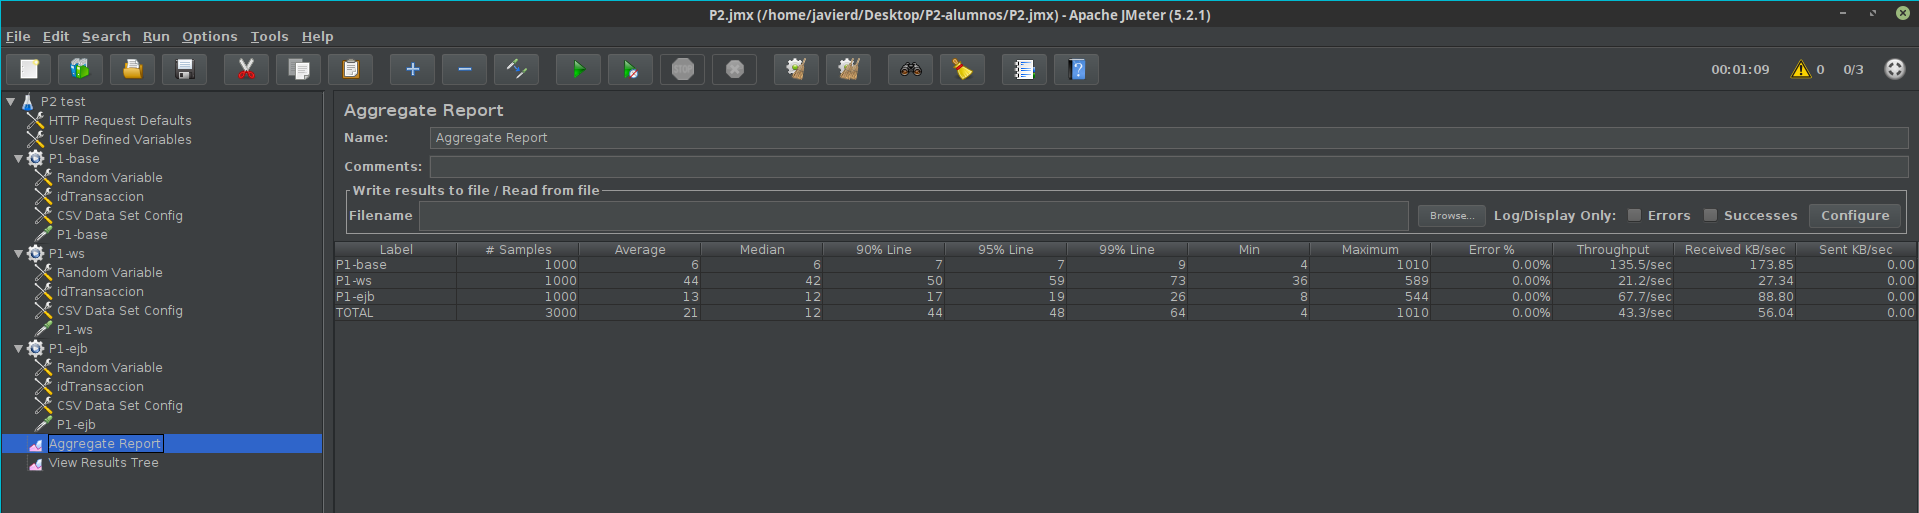 P2.jmx (/home/javierd/Desktop/P2-alumnos/P2.jmx) - Apache JMeter (5.2.1)
File Edit Search Run Options Tools Help
00:01:09 0 0/3
P2 test
HTTP Request Defaults
User Defined Variables
P1-base
Random Variable
idTransaccion
CSV Data Set Config
P1-base
P1-ws
Random Variable
idTransaccion
CSV Data Set Config
P1-ws
P1-ejb
Random Variable
idTransaccion
CSV Data Set Config
P1-ejb
Aggregate Report
View Results Tree
Aggregate Report
Name: Aggregate Report
Comments:
Write results to file / Read from file
Filename Browse... Log/Display Only: Errors Successes Configure
Label # Samples Average Median 90% Line 95% Line 99% Line Min Maximum Error % Throughput Received KB/sec Sent KB/sec
P1-base 1000 6 6 7 7 9 4 1010 0.00% 135.5/sec 173.85 0.00
P1-ws 1000 44 42 50 59 73 36 589 0.00% 21.2/sec 27.34 0.00
P1-ejb 1000 13 12 17 19 26 8 544 0.00% 67.7/sec 88.80 0.00
TOTAL 3000 21 12 44 48 64 4 1010 0.00% 43.3/sec 56.04 0.00